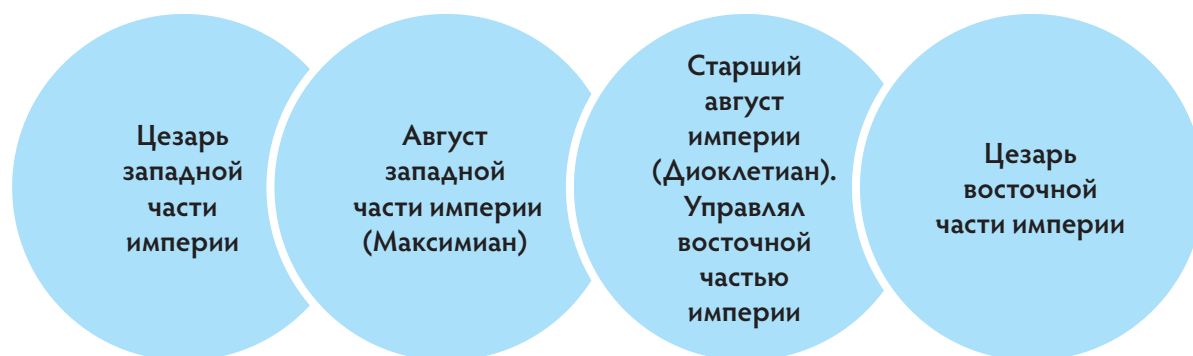 Цезарь
западной
части
империи
Август
западной
части империи
(Максимиан)
Старший
август
империи
(Диоклетиан).
Управлял
восточной
частью
империи
Цезарь
восточной
части империи